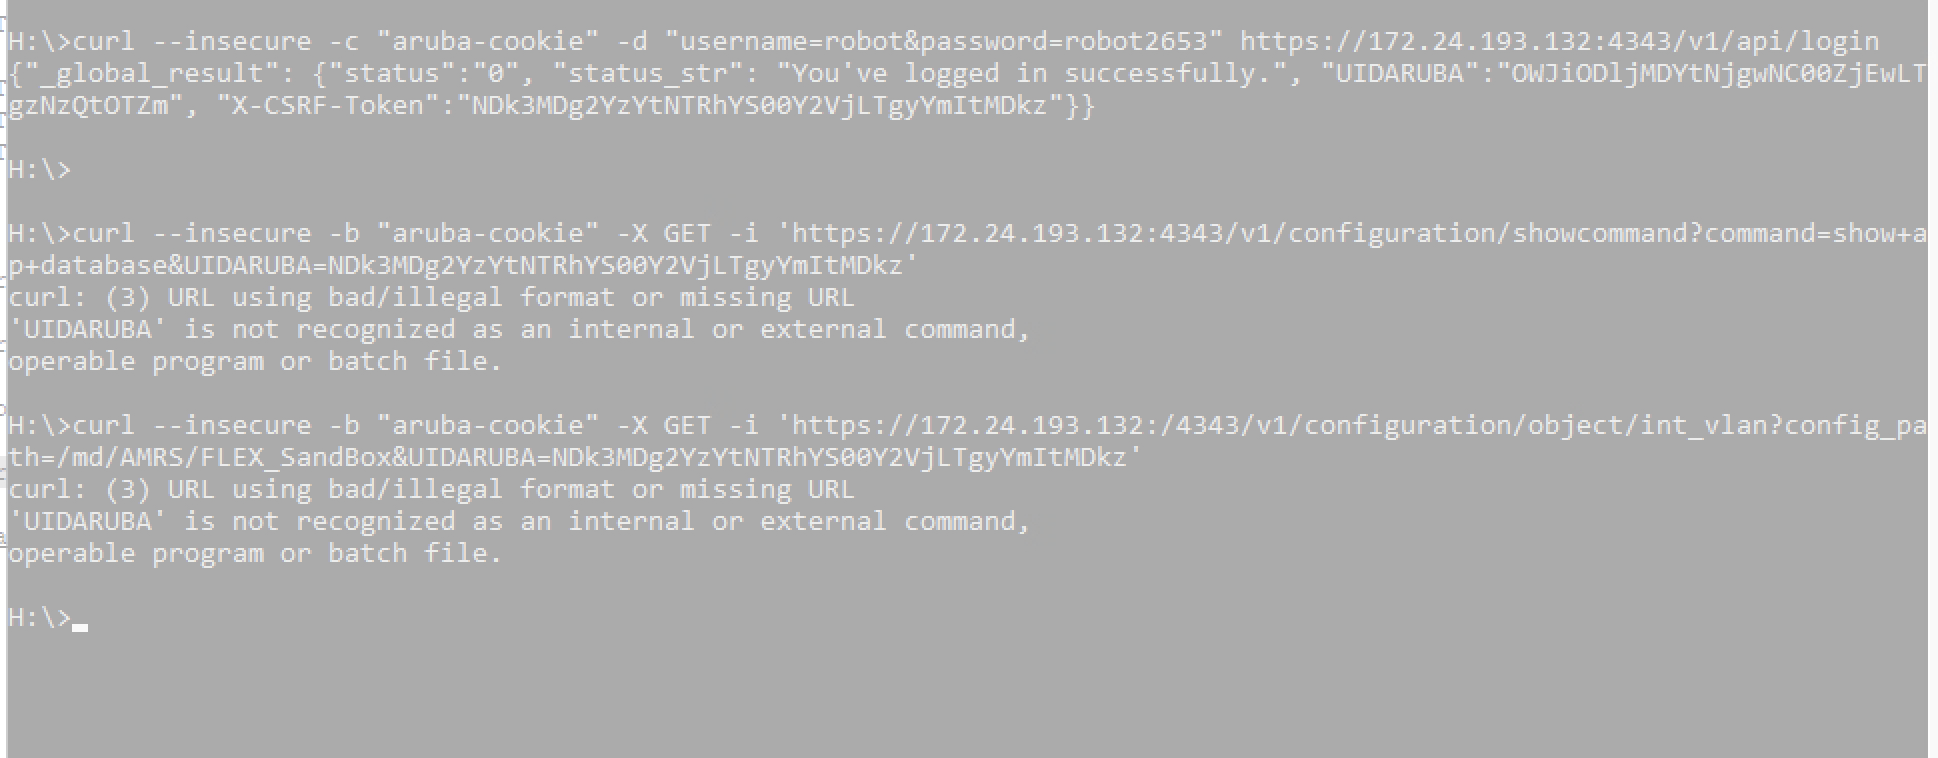 H:\>curl --insecure -c "aruba-cookie" -d "username=robot&password=robot2653" https://172.24.193.132:4343/v1/api/login
{"_global_result": {"status":"0", "status_str": "You've logged in successfully.", "UIDARUBA":"OWJiODljMDYtNjgwNC00ZjEwLT
gzNzQtOTZm", "X-CSRF-Token":"NDk3MDg2YzYtNTRhYS00Y2VjLTgyYmItMDkz"}}
H:\>
H:\>curl --insecure -b "aruba-cookie" -X GET -i 'https://172.24.193.132:4343/v1/configuration/showcommand?command=show+a
p+database&UIDARUBA=NDk3MDg2YzYtNTRhYS00Y2VjLTgyYmItMDkz'
curl: (3) URL using bad/illegal format or missing URL
'UIDARUBA' is not recognized as an internal or external command,
operable program or batch file.
H:\>curl --insecure -b "aruba-cookie" -X GET -i 'https://172.24.193.132:/4343/v1/configuration/object/int_vlan?config_pa
th=/md/AMRS/FLEX_SandBox&UIDARUBA=NDk3MDg2YzYtNTRhYS00Y2VjLTgyYmItMDkz'
curl: (3) URL using bad/illegal format or missing URL
'UIDARUBA' is not recognized as an internal or external command,
operable program or batch file.
H:\>